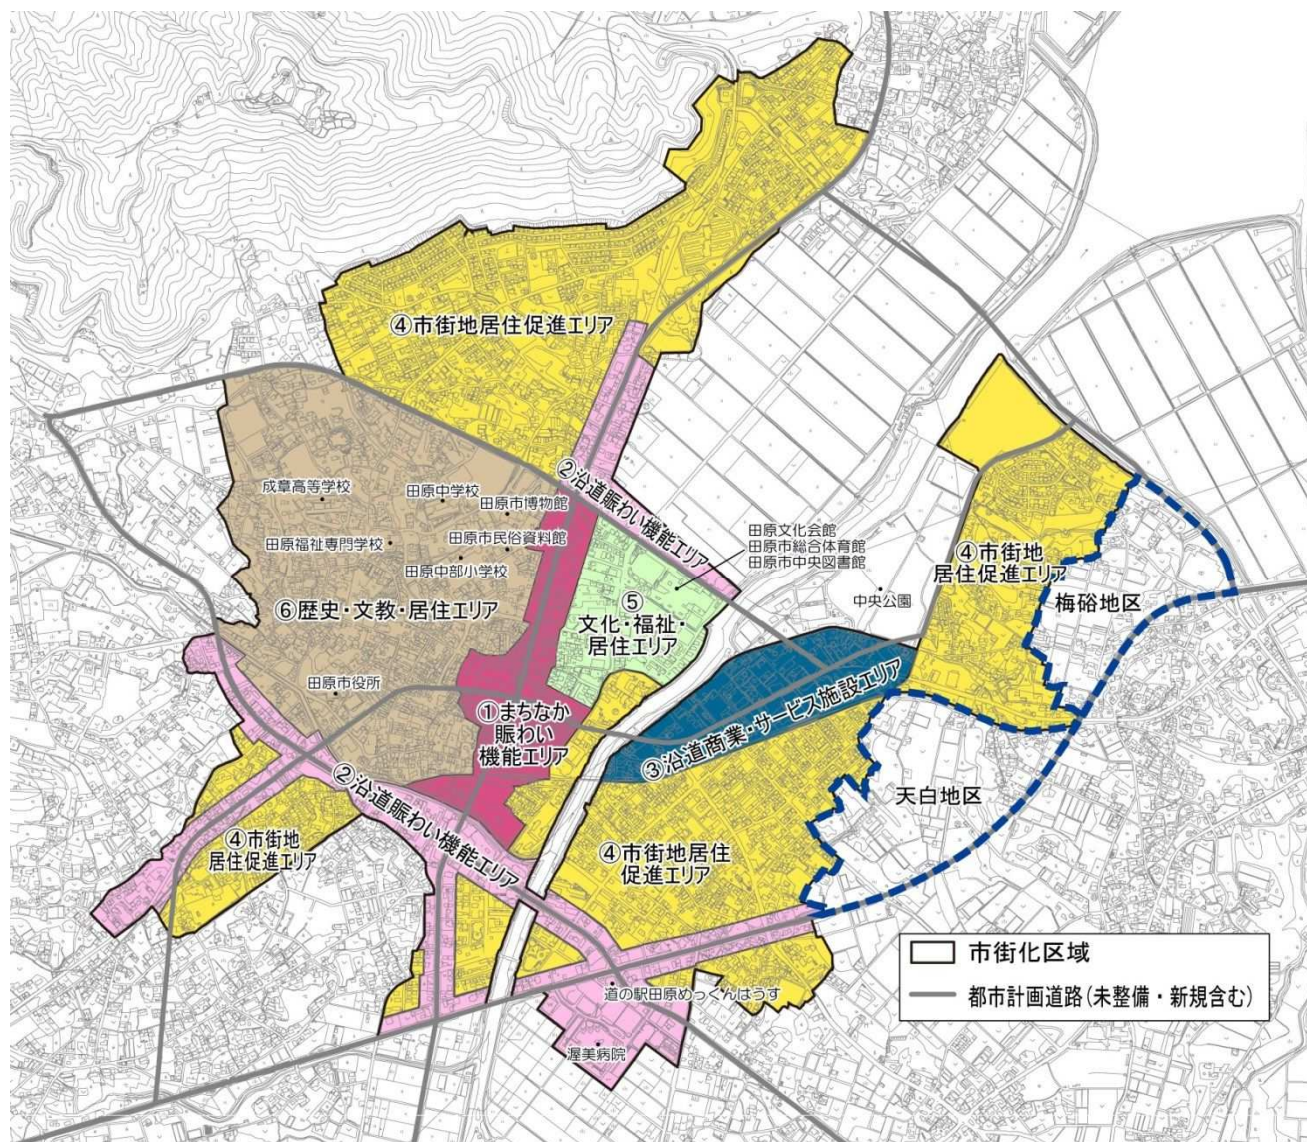 ④市街地居住促進エリア
②沿道賑わい機能エリア
成章高等学校
田原中学校
田原市博物館
田原福祉専門学校
田原市民俗資料館
田原中部小学校
⑥歴史・文教・居住エリア
田原市役所
田原文化会館
田原市総合体育館
田原市中央図書館
⑤
文化・福祉・
居住エリア
中央公園
④市街地
居住促進エリア
梅硲地区
①まちなか
賑わい
機能エリア
③沿道商業・サービス施設エリア
天白地区
②沿道賑わい機能エリア
④市街地
居住促進エリア
④市街地居住
促進エリア
道の駅田原めっくんはうす
渥美病院
市街化区域
都市計画道路(未整備・新規含む)